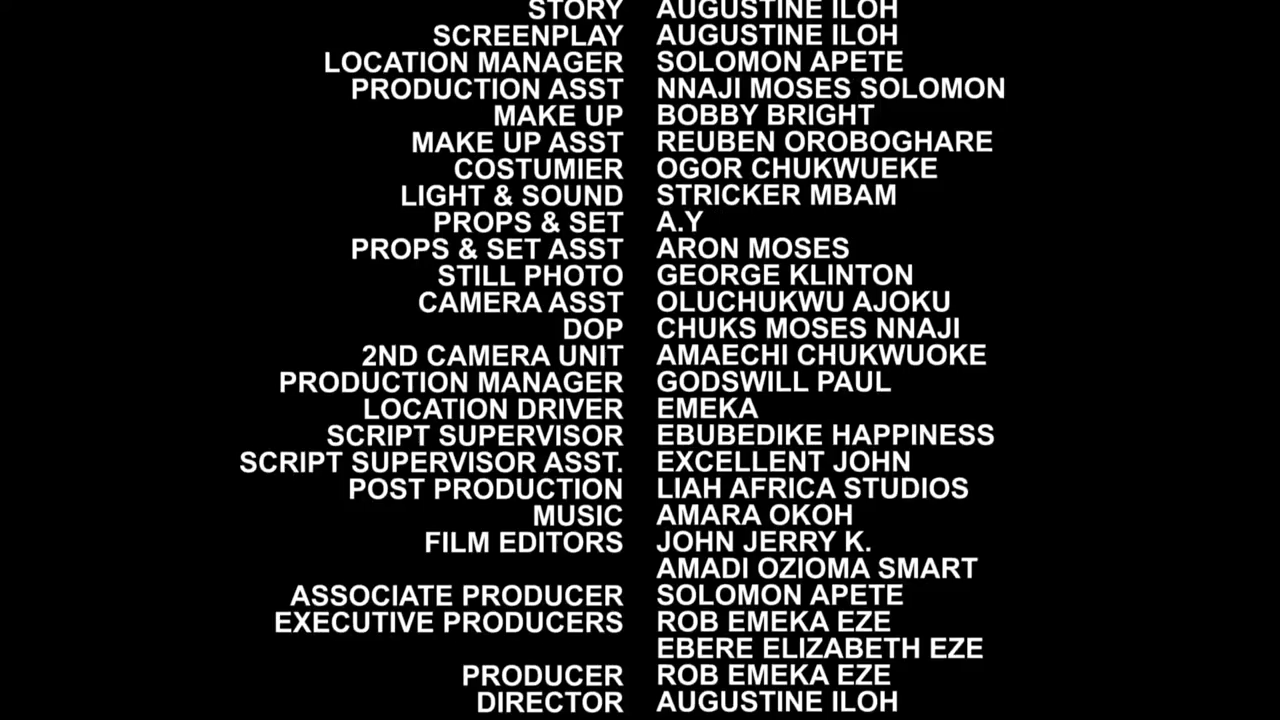 STORY AUGUSTINE ILOH
SCREENPLAY AUGUSTINE ILOH
LOCATION MANAGER SOLOMON APETE
PRODUCTION ASST NNAJI MOSES SOLOMON
MAKE UP BOBBY BRIGHT
MAKE UP ASST REUBEN OROBOGHARE
COSTUMIER OGOR CHUKWUEKE
LIGHT & SOUND STRICKER MBAM
PROPS & SET A.Y
PROPS & SET ASST ARON MOSES
STILL PHOTO GEORGE KLINTON
CAMERA ASST OLUCHUKWU AJOKU
DOP CHUKS MOSES NNAJI
2ND CAMERA UNIT AMAECHI CHUKWUOKE
PRODUCTION MANAGER GODSWILL PAUL
LOCATION DRIVER EMEKA
SCRIPT SUPERVISOR EBUBEDIKE HAPPINESS
SCRIPT SUPERVISOR ASST. EXCELLENT JOHN
POST PRODUCTION LIAH AFRICA STUDIOS
MUSIC AMARA OKOH
FILM EDITORS JOHN JERRY K.
AMADI OZIOMA SMART
ASSOCIATE PRODUCER SOLOMON APETE
EXECUTIVE PRODUCERS ROB EMEKA EZE
EBERE ELIZABETH EZE
PRODUCER ROB EMEKA EZE
DIRECTOR AUGUSTINE ILOH